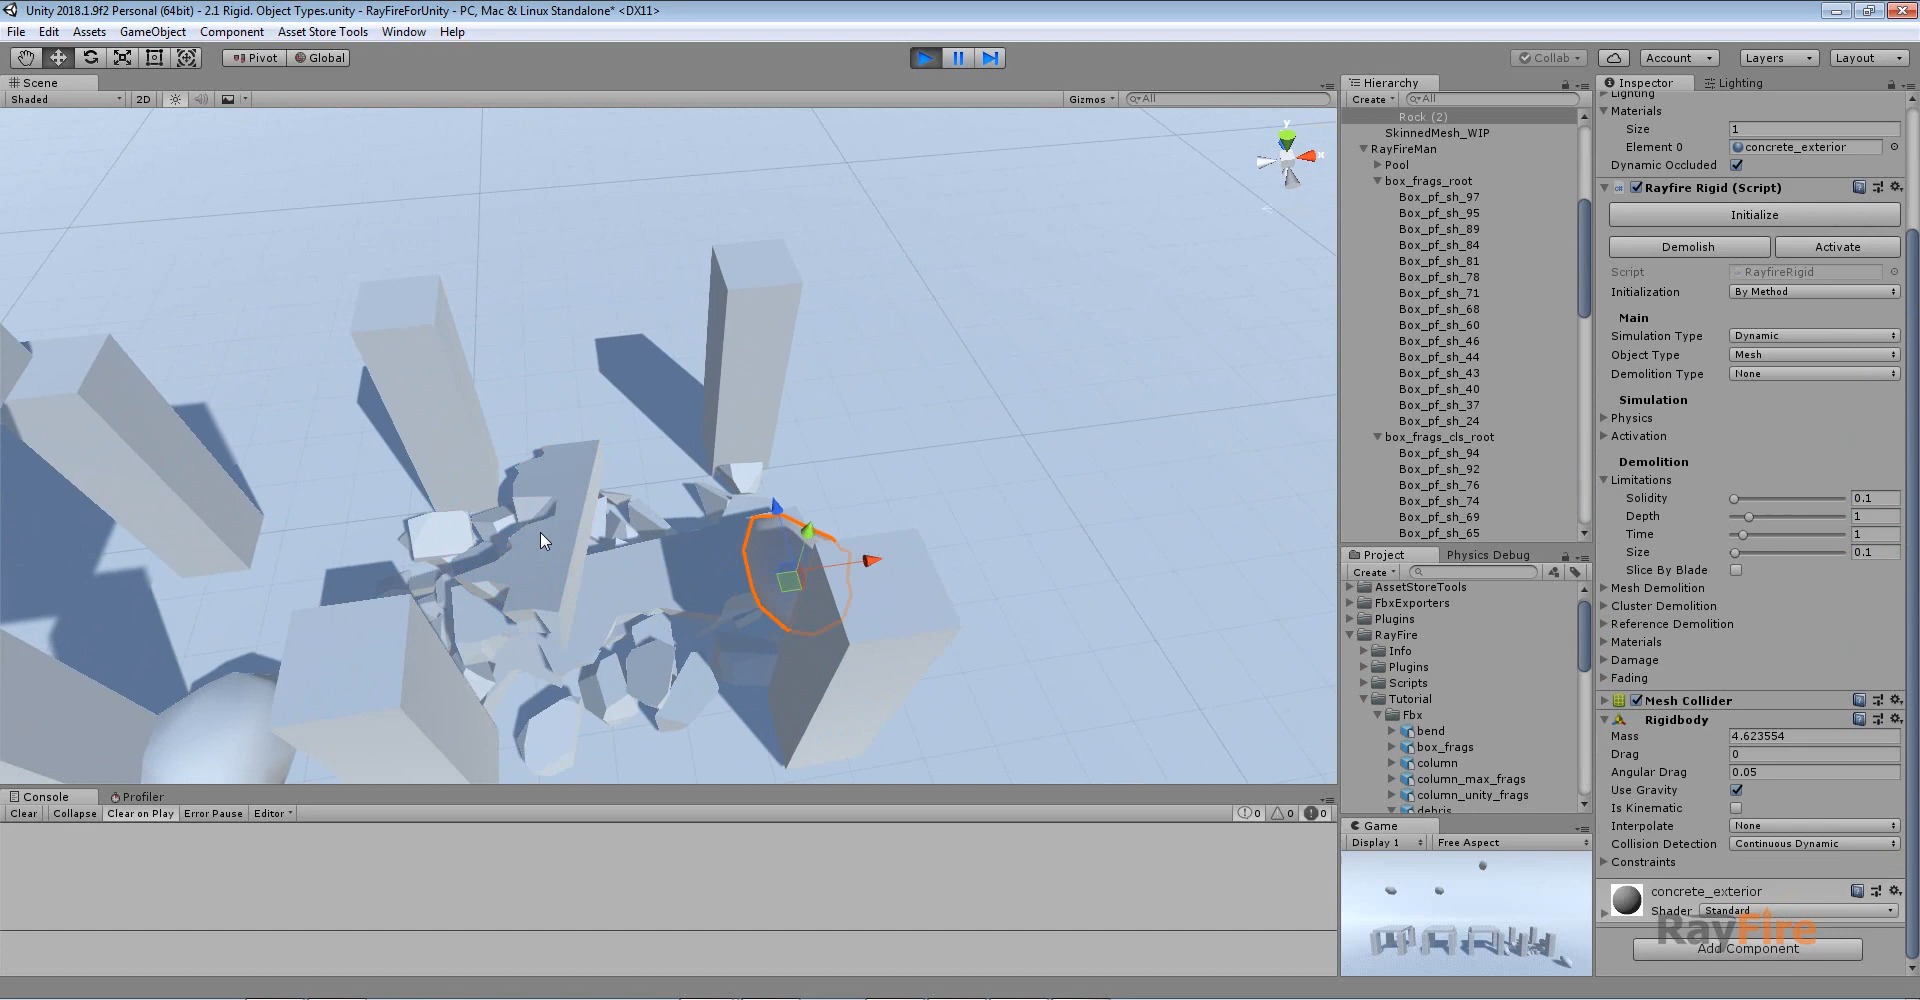 Unity 2018.1.9f2 Personal (64bit) - 2.1 Rigid. Object Types.unity - RayFireForUnity - PC, Mac & Linux Standalone* <DX11>
File Edit Assets GameObject Component Asset Store Tools Window Help
Pivot Global Collab Account Layers Layout
Scene
Shaded 2D Gizmos All
y
x
Hierarchy
Create All
Rock (2)
SkinnedMesh_WIP
RayFireMan
Pool
box_frags_root
Box_pf_sh_97
Box_pf_sh_95
Box_pf_sh_89
Box_pf_sh_84
Box_pf_sh_81
Box_pf_sh_78
Box_pf_sh_71
Box_pf_sh_68
Box_pf_sh_60
Box_pf_sh_46
Box_pf_sh_44
Box_pf_sh_43
Box_pf_sh_40
Box_pf_sh_37
Box_pf_sh_24
box_frags_cls_root
Box_pf_sh_94
Box_pf_sh_92
Box_pf_sh_76
Box_pf_sh_74
Box_pf_sh_69
Box_pf_sh_65
Project Physics Debug
Create
AssetStoreTools
FbxExporters
Plugins
RayFire
Info
Plugins
Scripts
Tutorial
Fbx
bend
box_frags
column
column_max_frags
column_unity_frags
debris
Game
Display 1 Free Aspect
Inspector Lighting
Lighting
Materials
Size 1
Element 0 concrete_exterior
Dynamic Occluded
Rayfire Rigid (Script)
Initialize
Demolish Activate
Script RayfireRigid
Initialization By Method
Main
Simulation Type Dynamic
Object Type Mesh
Demolition Type None
Simulation
Physics
Activation
Demolition
Limitations
Solidity 0.1
Depth 1
Time 1
Size 0.1
Slice By Blade
Mesh Demolition
Cluster Demolition
Reference Demolition
Materials
Damage
Fading
Mesh Collider
Rigidbody
Mass 4.623554
Drag 0
Angular Drag 0.05
Use Gravity
Is Kinematic
Interpolate None
Collision Detection Continuous Dynamic
Constraints
concrete_exterior
Shader Standard
RayFire
Add Component
Console Profiler
Clear Collapse Clear on Play Error Pause Editor 0 0 0